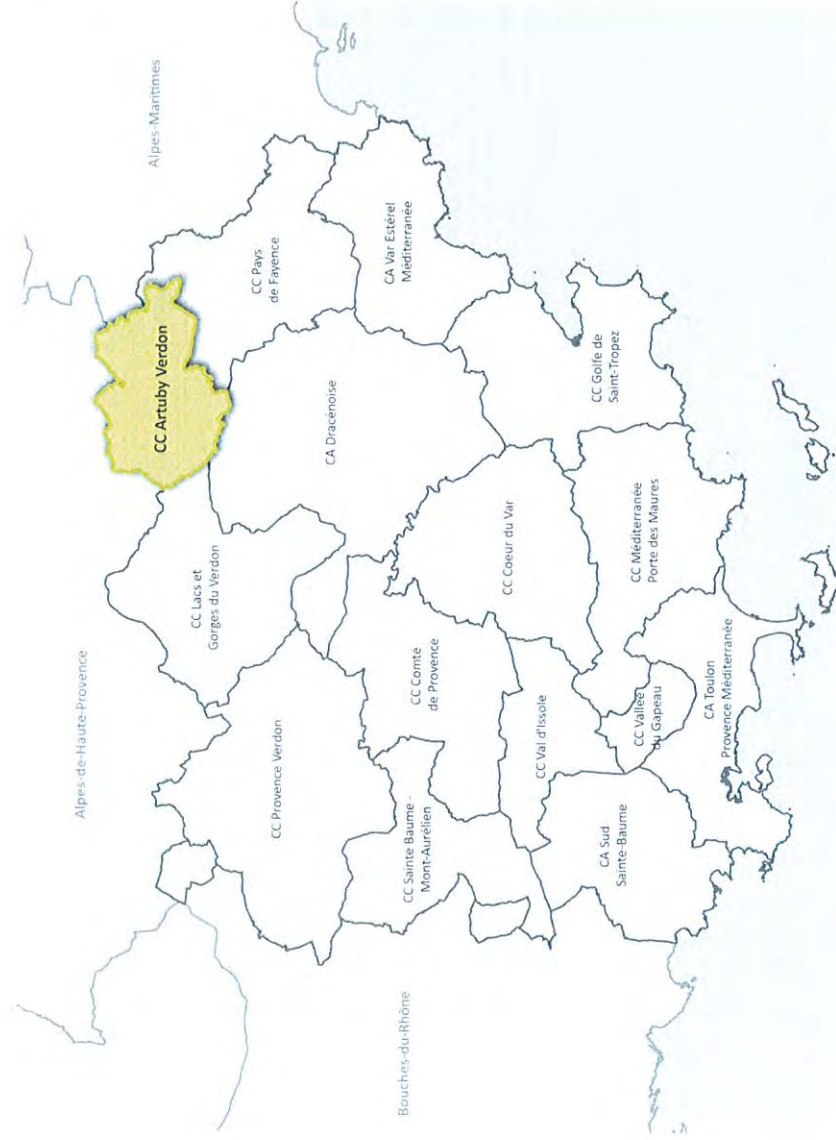 Alpes-de-Haute-Provence
Alpes-Maritimes
Bouches-du-Rhône
CC Artuby Verdon
CC Lacs et
Gorges du Verdon
CC Pays
de Fayence
CA Dracénoise
CA Var Estérel
Méditerranée
CC Provence Verdon
CC Comté
de Provence
CC Sainte Baume -
Mont-Aurélien
CC Coeur du Var
CC Golfe de
Saint-Tropez
CC Val d'Issole
CC Méditerranée
Porte des Maures
CC Vallée
du Gapeau
CA Sud
Sainte-Baume
CA Toulon
Provence Méditerranée